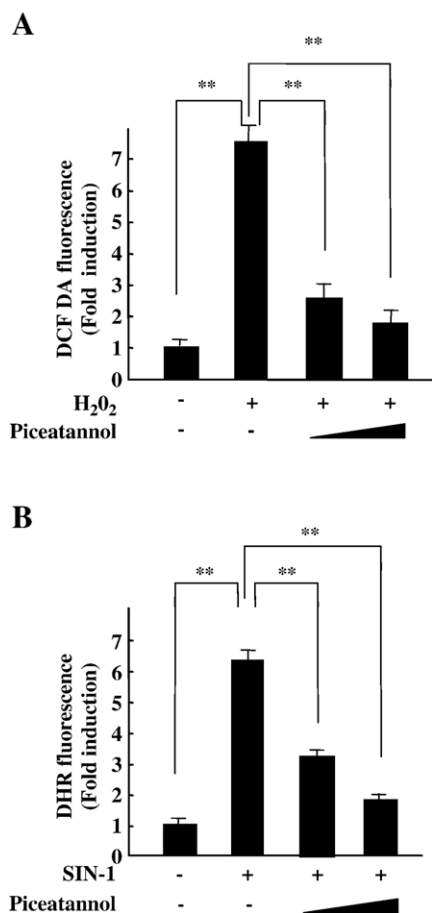 A
**
** **
DCF DA fluorescence
(Fold induction)
7
6
5
4
3
2
1
0
H₂0₂ - + + +
Piceatannol - -
B
**
** **
DHR fluorescence
(Fold induction)
7
6
5
4
3
2
1
0
SIN-1 - + + +
Piceatannol - -